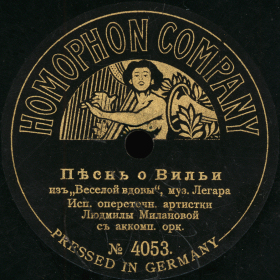 HOMOPHON COMPANY
Пѣснь о Вильи
изъ „Веселой вдовы“, муз. Легара
Исп. опереточн. артистки
Людмилы Милановой
съ аккомп. орк.
№ 4053.
PRESSED IN GERMANY